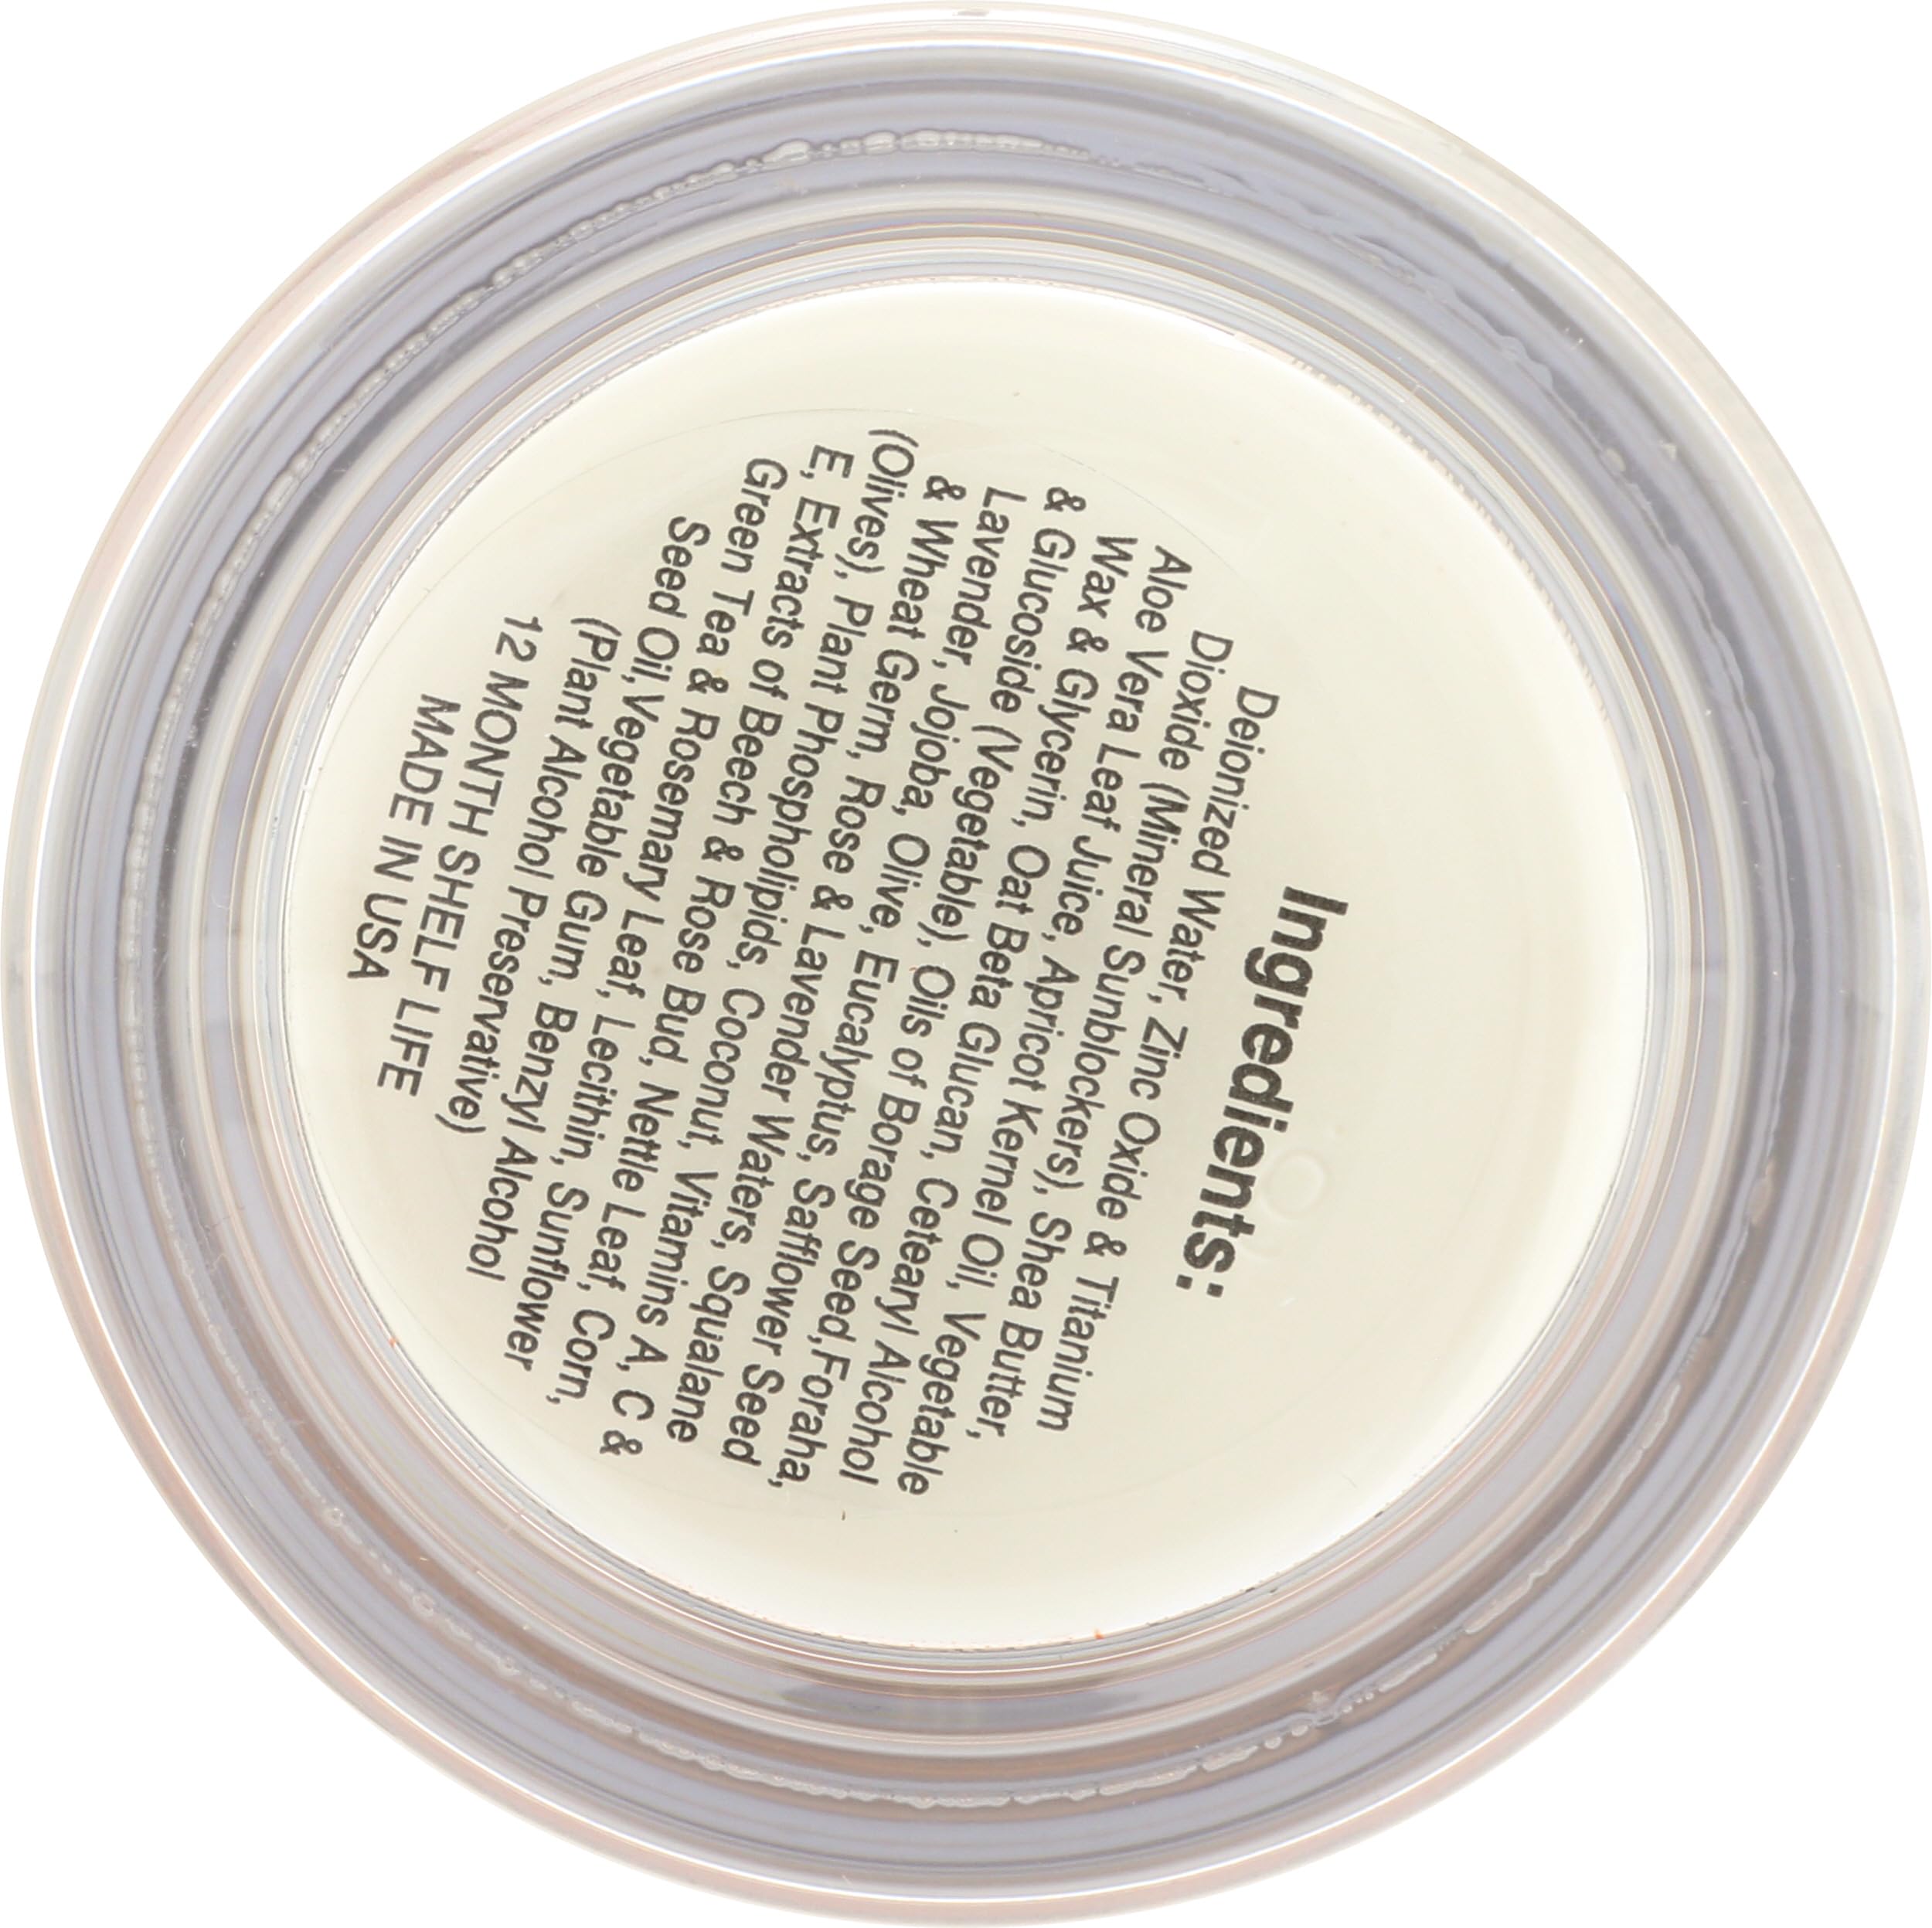 Ingredients:
Deionized Water, Zinc Oxide & Titanium
Dioxide (Mineral Sunblockers), Shea Butter,
Aloe Vera Leaf Juice, Apricot Kernel Oil, Vegetable
Wax & Glycerin, Oat Beta Glucan, Cetearyl Alcohol
& Glucoside (Vegetable), Oils of Borage Seed,Foraha,
Lavender, Jojoba, Olive, Eucalyptus, Safflower Seed
& Wheat Germ, Rose & Lavender Waters, Squalane
(Olives), Plant Phospholipids, Coconut, Vitamins A, C &
E, Extracts of Beech & Rose Bud, Nettle Leaf, Corn,
Green Tea & Rosemary Leaf, Lecithin, Sunflower
Seed Oil,Vegetable Gum, Benzyl Alcohol
(Plant Alcohol Preservative)
12 MONTH SHELF LIFE
MADE IN USA